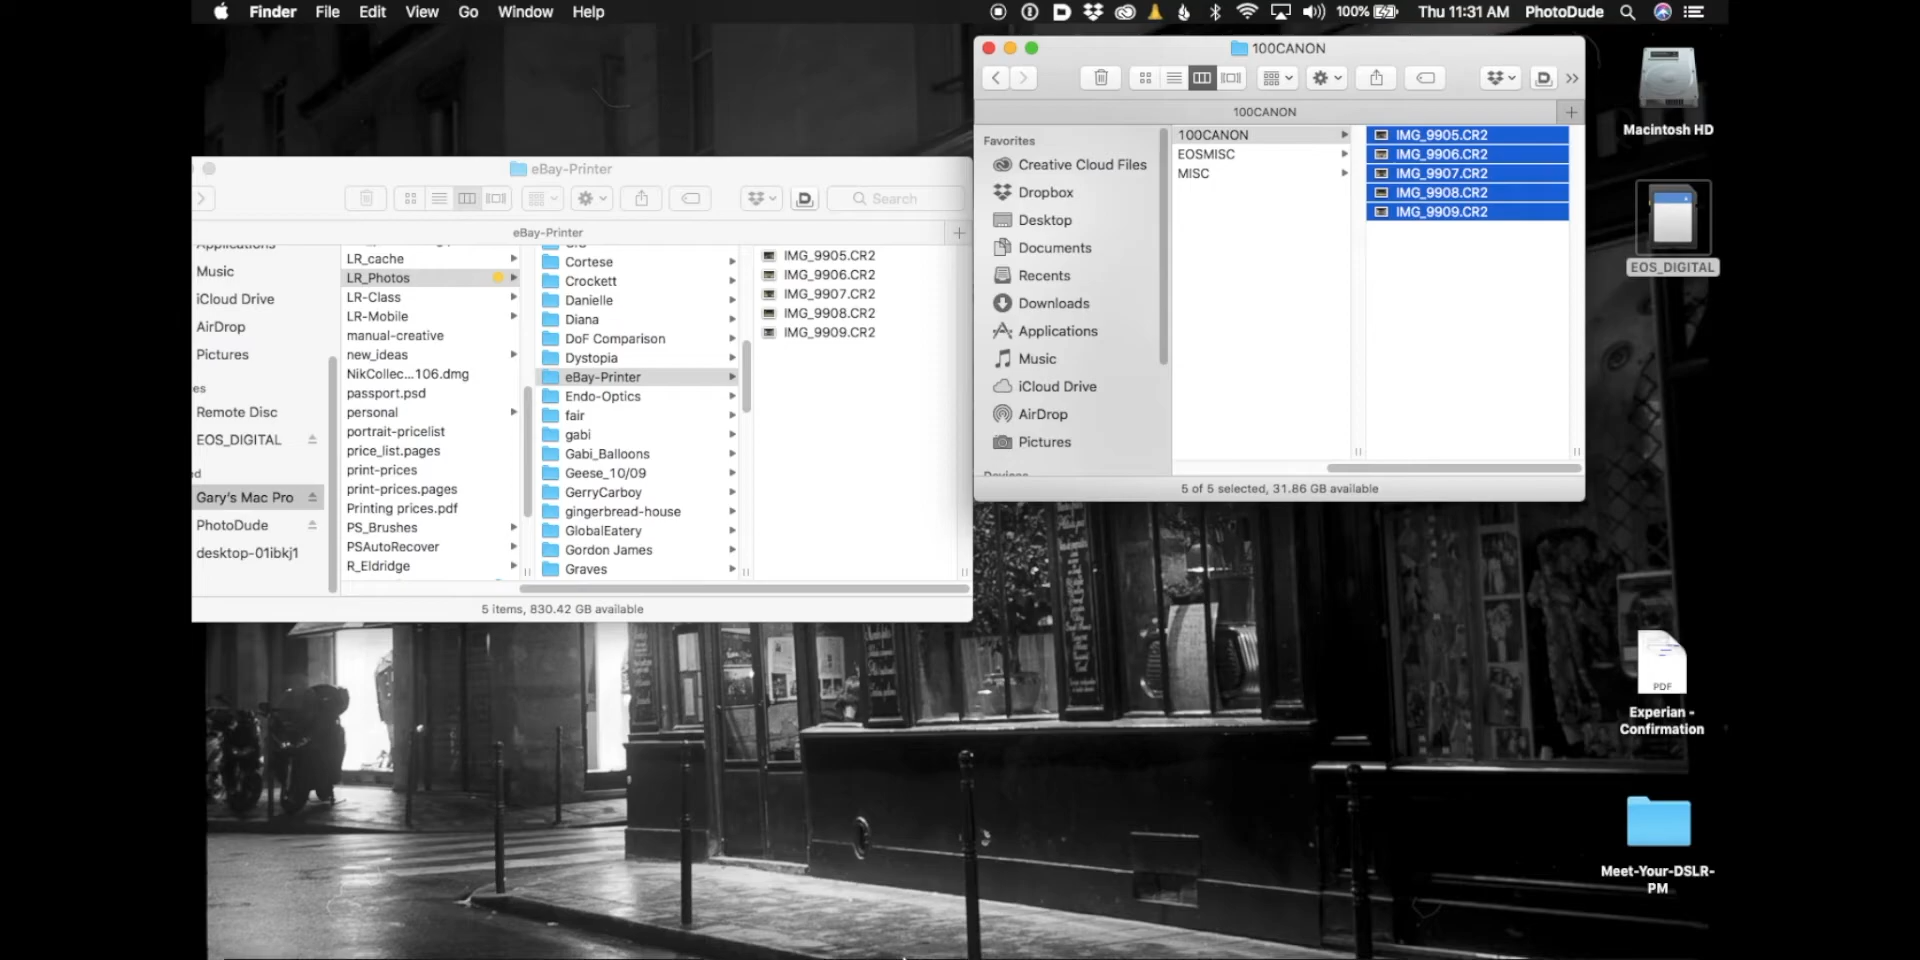 Finder File Edit View Go Window Help
100% Thu 11:31 AM PhotoDude
100CANON
100CANON
Favorites
Creative Cloud Files
Dropbox
Desktop
Documents
Recents
Downloads
Applications
Music
iCloud Drive
AirDrop
Pictures
Devices
100CANON
EOSMISC
MISC
IMG_9905.CR2
IMG_9906.CR2
IMG_9907.CR2
IMG_9908.CR2
IMG_9909.CR2
5 of 5 selected, 31.86 GB available
eBay-Printer
Search
eBay-Printer
Applications
Music
iCloud Drive
AirDrop
Pictures
es
Remote Disc
EOS_DIGITAL
d
Gary's Mac Pro
PhotoDude
desktop-01ibkj1
LR_cache
LR_Photos
LR-Class
LR-Mobile
manual-creative
new_ideas
NikCollec...106.dmg
passport.psd
personal
portrait-pricelist
price_list.pages
print-prices
print-prices.pages
Printing prices.pdf
PS_Brushes
PSAutoRecover
R_Eldridge
Cortese
Crockett
Danielle
Diana
DoF Comparison
Dystopia
eBay-Printer
Endo-Optics
fair
gabi
Gabi_Balloons
Geese_10/09
GerryCarboy
gingerbread-house
GlobalEatery
Gordon James
Graves
IMG_9905.CR2
IMG_9906.CR2
IMG_9907.CR2
IMG_9908.CR2
IMG_9909.CR2
5 items, 830.42 GB available
Macintosh HD
EOS_DIGITAL
PDF
Experian -
Confirmation
Meet-Your-DSLR-
PM